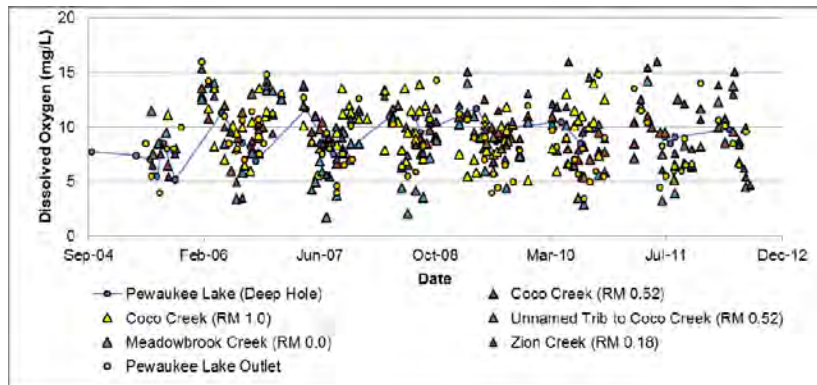 20
15
10
5
0
Dissolved Oxygen (mg/L)
Sep-04 Feb-06 Jun-07 Oct-08 Mar-10 Jul-11 Dec-12
Date
Pewaukee Lake (Deep Hole) Coco Creek (RM 0.52)
Coco Creek (RM 1.0) Unnamed Trib to Coco Creek (RM 0.52)
Meadowbrook Creek (RM 0.0) Zion Creek (RM 0.18)
Pewaukee Lake Outlet